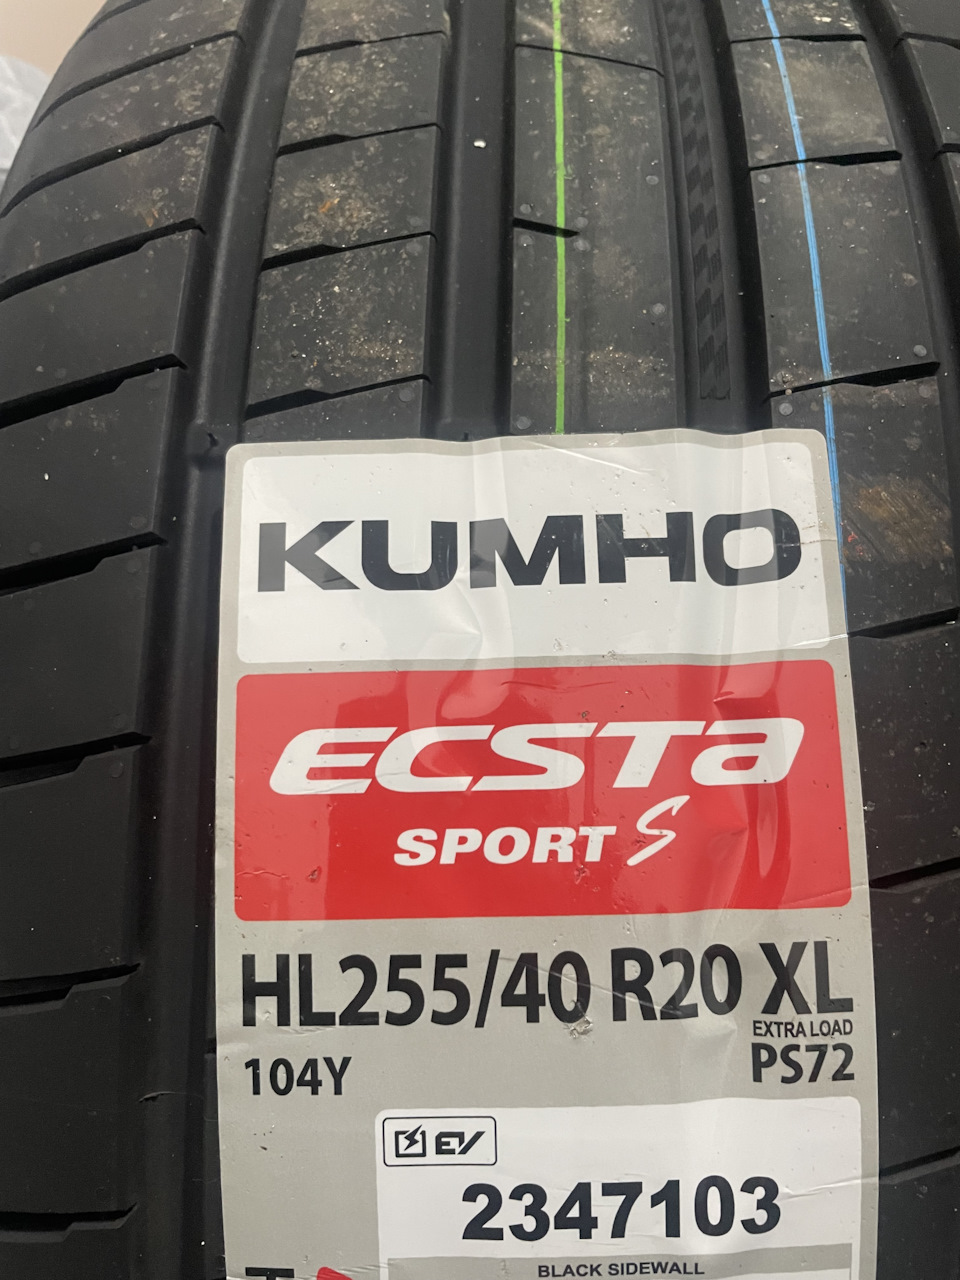 KUMHO
ECSTa
SPORT S
HL255/40 R20 XL
EXTRA LOAD
104Y PS72
EV
2347103
BLACK SIDEWALL